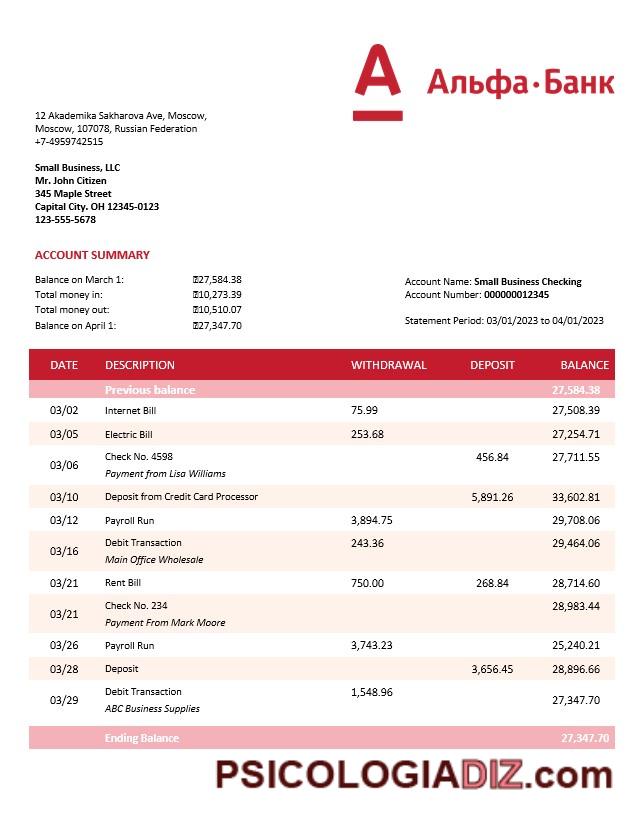 A
Альфа·Банк
12 Akademika Sakharova Ave, Moscow,
Moscow, 107078, Russian Federation
+7-4959742515
Small Business, LLC
Mr. John Citizen
345 Maple Street
Capital City. OH 12345-0123
123-555-5678
ACCOUNT SUMMARY
Balance on March 1: 27,584.38
Total money in: 10,273.39
Total money out: 10,510.07
Balance on April 1: 27,347.70
Account Name: Small Business Checking
Account Number: 000000012345
Statement Period: 03/01/2023 to 04/01/2023
DATE DESCRIPTION WITHDRAWAL DEPOSIT BALANCE
Previous balance 27,584.38
03/02 Internet Bill 75.99 27,508.39
03/05 Electric Bill 253.68 27,254.71
03/06 Check No. 4598 456.84 27,711.55
Payment from Lisa Williams
03/10 Deposit from Credit Card Processor 5,891.26 33,602.81
03/12 Payroll Run 3,894.75 29,708.06
03/16 Debit Transaction 243.36 29,464.06
Main Office Wholesale
03/21 Rent Bill 750.00 268.84 28,714.60
03/21 Check No. 234 28,983.44
Payment From Mark Moore
03/26 Payroll Run 3,743.23 25,240.21
03/28 Deposit 3,656.45 28,896.66
03/29 Debit Transaction 1,548.96 27,347.70
ABC Business Supplies
Ending Balance 27,347.70
PSICOLOGIADIZ.com